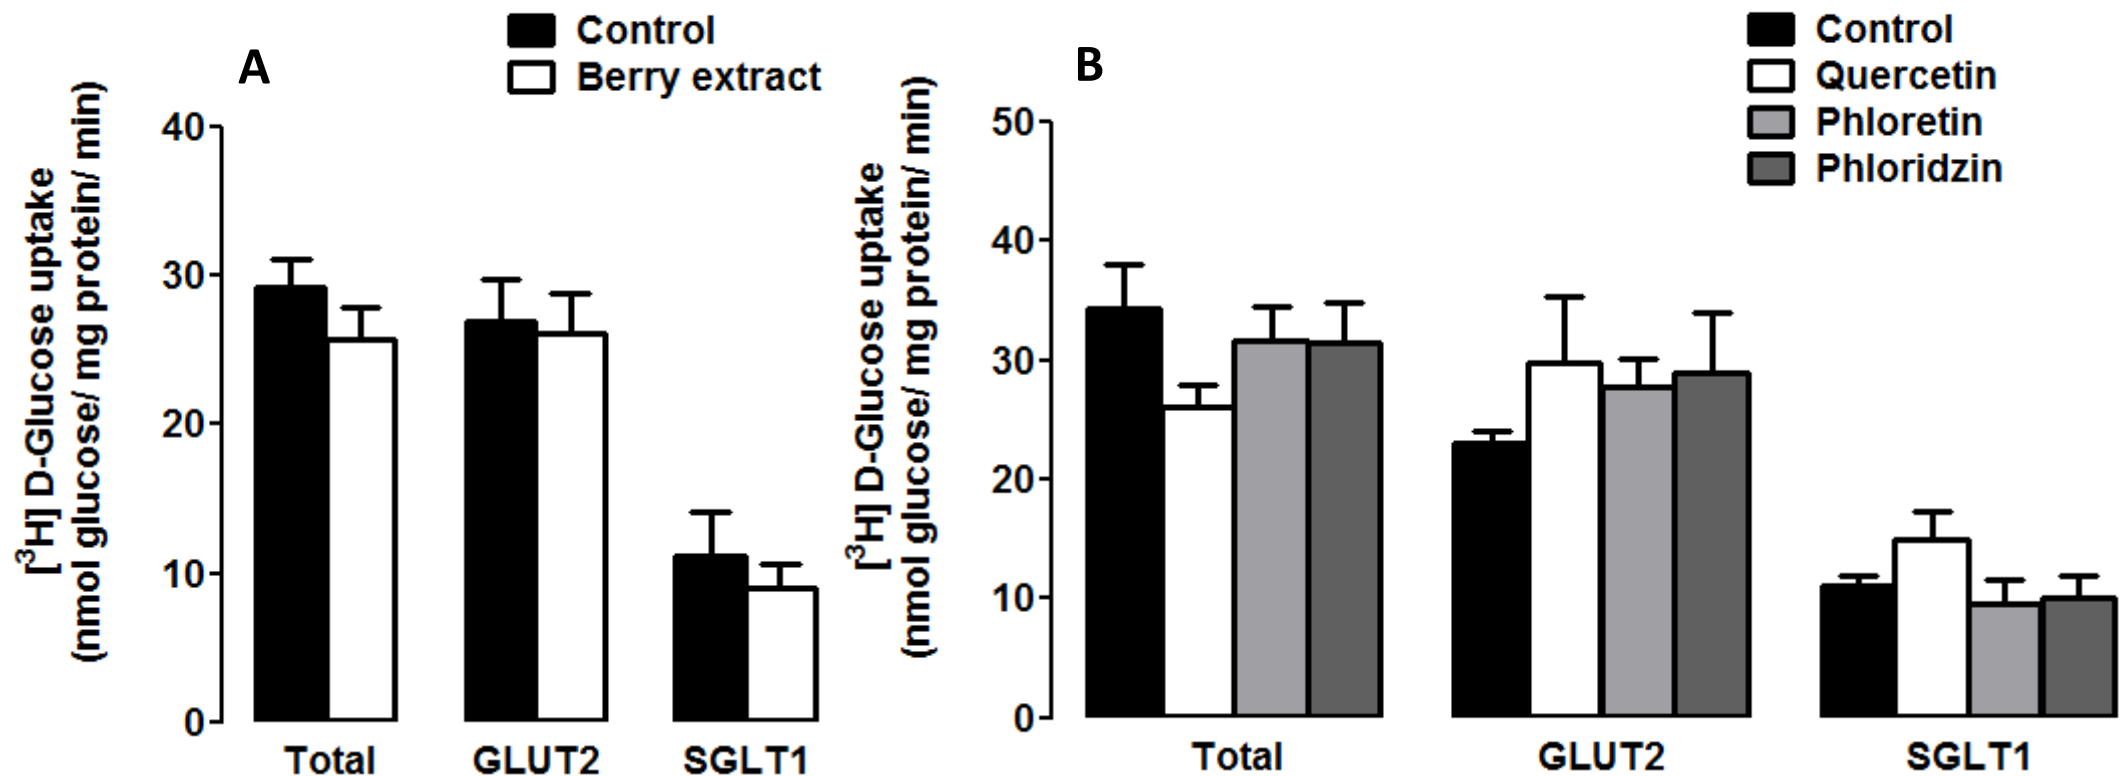 A
Control
Berry extract
[³H] D-Glucose uptake
(nmol glucose/ mg protein/ min)
40
30
20
10
0
Total
GLUT2
SGLT1
B
Control
Quercetin
Phloretin
Phloridzin
[³H] D-Glucose uptake
(nmol glucose/ mg protein/ min)
50
40
30
20
10
0
Total
GLUT2
SGLT1